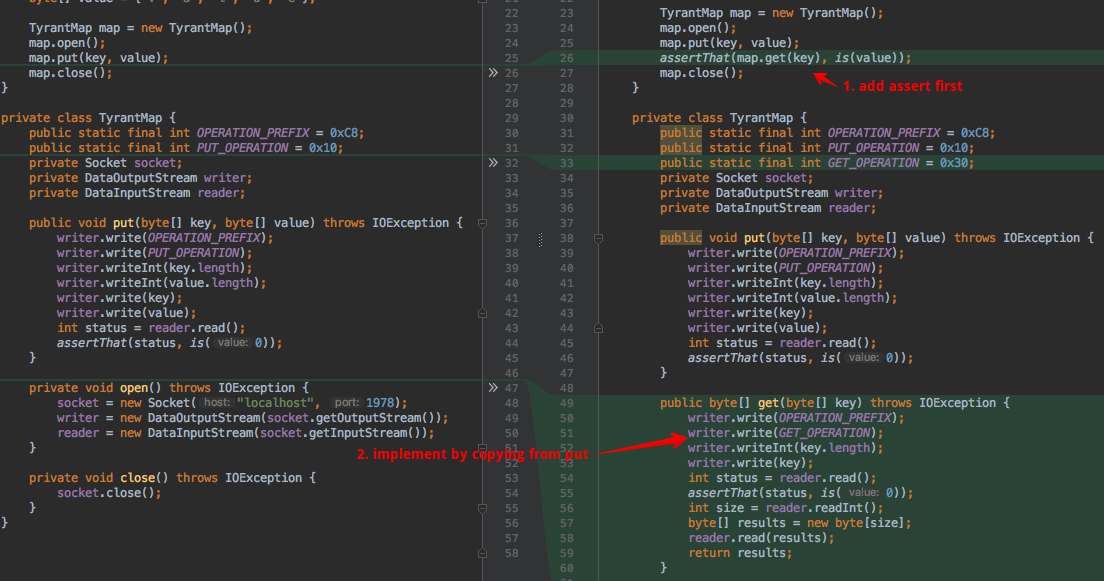 TyrantMap map = new TyrantMap();
map.open();
map.put(key, value);
map.close();
}
private class TyrantMap {
public static final int OPERATION_PREFIX = 0xC8;
public static final int PUT_OPERATION = 0x10;
private Socket socket;
private DataOutputStream writer;
private DataInputStream reader;
public void put(byte[] key, byte[] value) throws IOException {
writer.write(OPERATION_PREFIX);
writer.write(PUT_OPERATION);
writer.writeInt(key.length);
writer.writeInt(value.length);
writer.write(key);
writer.write(value);
int status = reader.read();
assertThat(status, is( value: 0));
}
private void open() throws IOException {
socket = new Socket( host: "localhost", port: 1978);
writer = new DataOutputStream(socket.getOutputStream());
reader = new DataInputStream(socket.getInputStream());
}
private void close() throws IOException {
socket.close();
}
}
22 23
23 24
24 25
25 26
» 26 27
27 28
28 29
29 30
30 31
31 32
» 32 33
33 34
34 35
35 36
36 37
37 38
38 39
39 40
40 41
41 42
42 43
43 44
44 45
45 46
46 47
» 47 48
48 49
49 50
50 51
51 52
52 53
53 54
54 55
55 56
56 57
57 58
58 59
60
TyrantMap map = new TyrantMap();
map.open();
map.put(key, value);
assertThat(map.get(key), is(value));
map.close();
1. add assert first
}
private class TyrantMap {
public static final int OPERATION_PREFIX = 0xC8;
public static final int PUT_OPERATION = 0x10;
public static final int GET_OPERATION = 0x30;
private Socket socket;
private DataOutputStream writer;
private DataInputStream reader;
public void put(byte[] key, byte[] value) throws IOException {
writer.write(OPERATION_PREFIX);
writer.write(PUT_OPERATION);
writer.writeInt(key.length);
writer.writeInt(value.length);
writer.write(key);
writer.write(value);
int status = reader.read();
assertThat(status, is( value: 0));
}
public byte[] get(byte[] key) throws IOException {
writer.write(OPERATION_PREFIX);
writer.write(GET_OPERATION);
writer.writeInt(key.length);
2. implement by copying from put
writer.write(key);
int status = reader.read();
assertThat(status, is( value: 0));
int size = reader.readInt();
byte[] results = new byte[size];
reader.read(results);
return results;
}